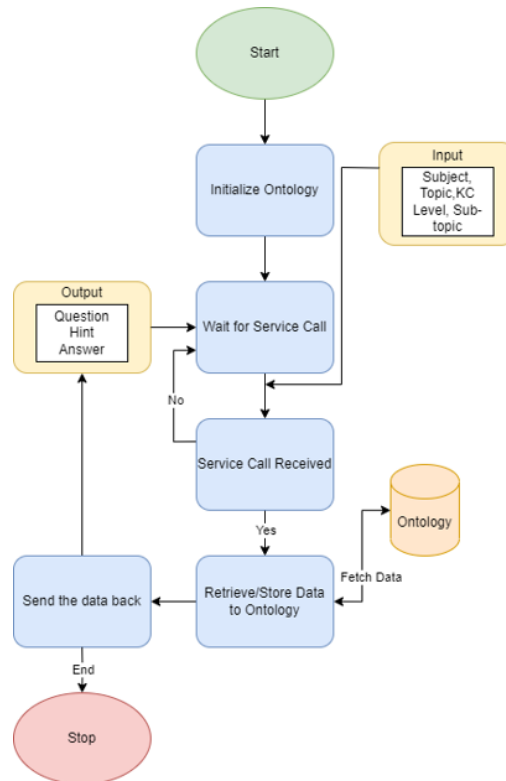 Start
Initialize Ontology
Input
Subject,
Topic,KC
Level, Sub-
topic
Output
Question
Hint
Answer
Wait for Service Call
No
Service Call Received
Yes
Ontology
Fetch Data
Send the data back
Retrieve/Store Data
to Ontology
End
Stop